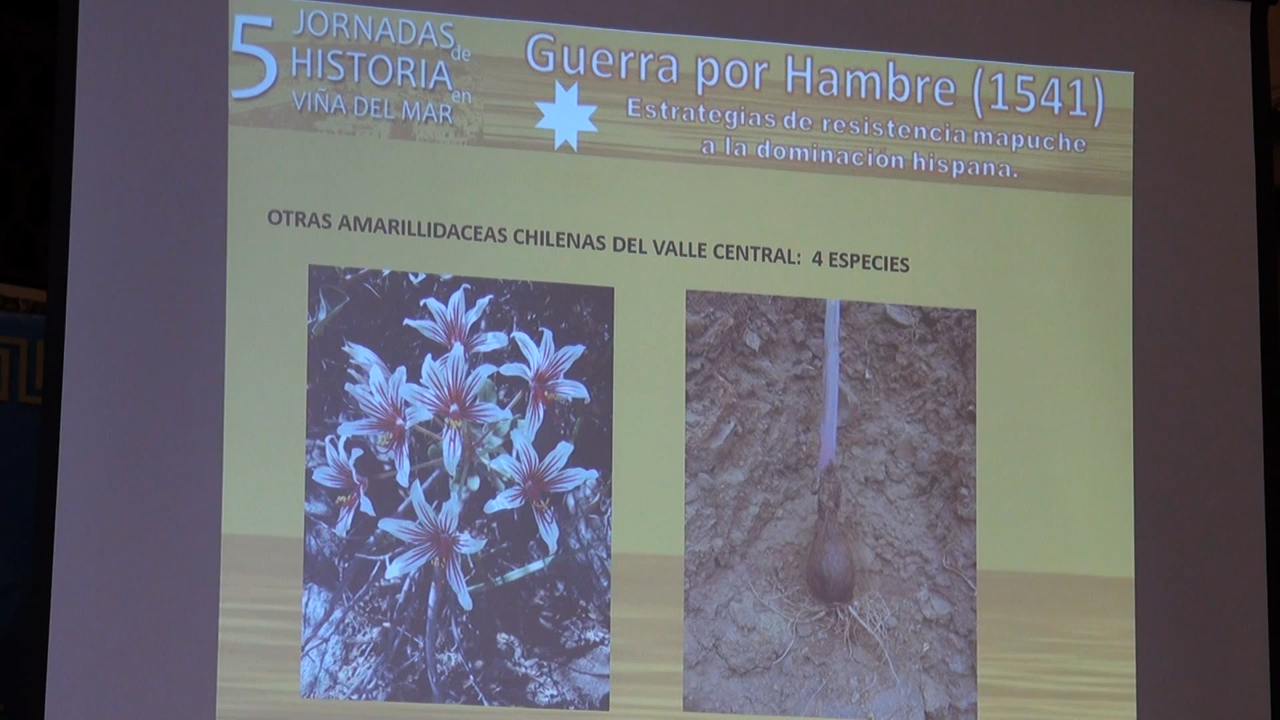 5 JORNADAS de
HISTORIA en
VIÑA DEL MAR
Guerra por Hambre (1541)
Estrategias de resistencia mapuche
a la dominación hispana.
OTRAS AMARILLIDACEAS CHILENAS DEL VALLE CENTRAL: 4 ESPECIES